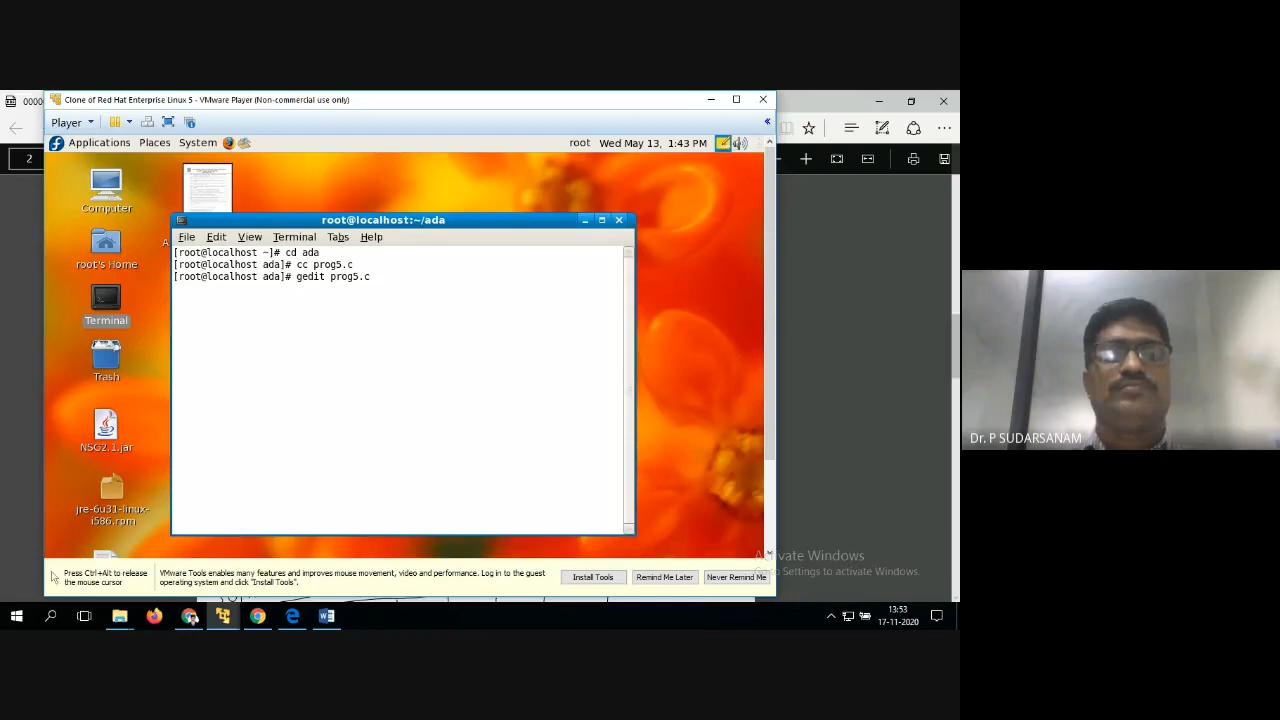 0000
Clone of Red Hat Enterprise Linux 5 - VMware Player (Non-commercial use only)
Player
Applications Places System root Wed May 13, 1:43 PM
2
Computer
root's Home
Terminal
Trash
NSG2.1.jar
jre-6u31-linux-
i586.rpm
root@localhost:~/ada
File Edit View Terminal Tabs Help
[root@localhost ~]# cd ada
[root@localhost ada]# cc prog5.c
[root@localhost ada]# gedit prog5.c
Dr. P SUDARSANAM
Activate Windows
Go to Settings to activate Windows.
Press Ctrl+Alt to release
the mouse cursor
VMware Tools enables many features and improves mouse movement, video and performance. Log in to the guest
operating system and click "Install Tools".
Install Tools Remind Me Later Never Remind Me
13:53
17-11-2020